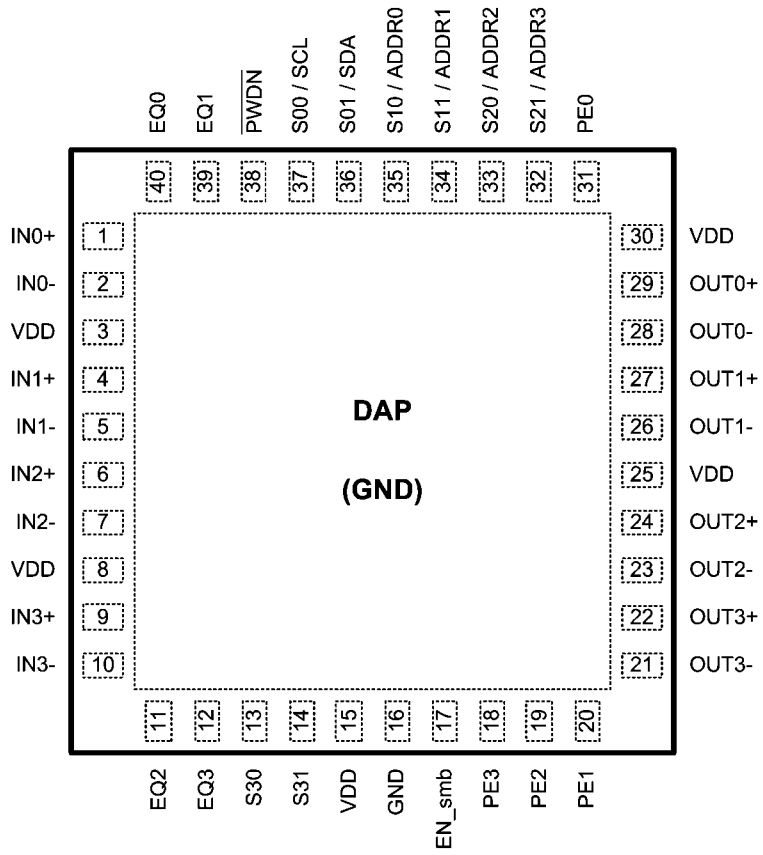 EQ0
EQ1
PWDN
S00 / SCL
S01 / SDA
S10 / ADDR0
S11 / ADDR1
S20 / ADDR2
S21 / ADDR3
PE0
40
39
38
37
36
35
34
33
32
31
IN0+ 1
IN0- 2
VDD 3
IN1+ 4
IN1- 5
IN2+ 6
IN2- 7
VDD 8
IN3+ 9
IN3- 10
DAP
(GND)
30 VDD
29 OUT0+
28 OUT0-
27 OUT1+
26 OUT1-
25 VDD
24 OUT2+
23 OUT2-
22 OUT3+
21 OUT3-
11
12
13
14
15
16
17
18
19
20
EQ2
EQ3
S30
S31
VDD
GND
EN_smb
PE3
PE2
PE1